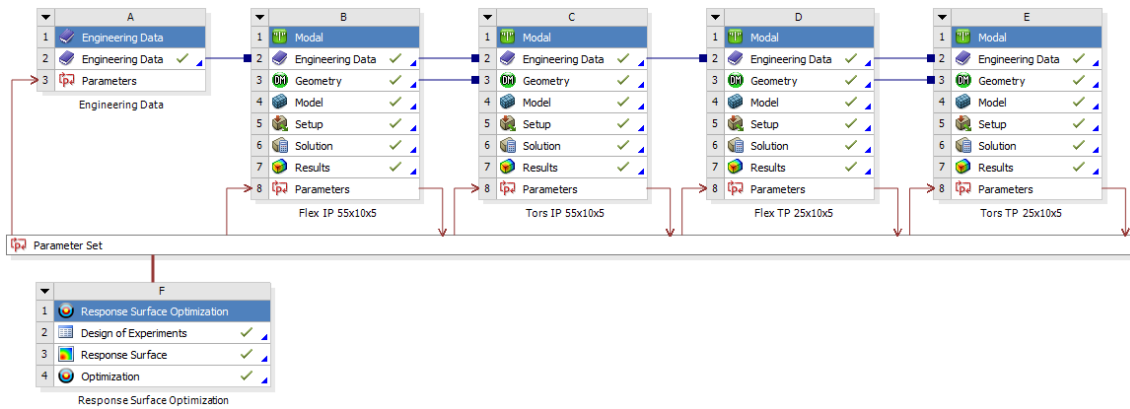 A
1 Engineering Data
2 Engineering Data
3 Parameters
Engineering Data
B
1 Modal
2 Engineering Data
3 Geometry
4 Model
5 Setup
6 Solution
7 Results
8 Parameters
Flex IP 55x10x5
C
1 Modal
2 Engineering Data
3 Geometry
4 Model
5 Setup
6 Solution
7 Results
8 Parameters
Tors IP 55x10x5
D
1 Modal
2 Engineering Data
3 Geometry
4 Model
5 Setup
6 Solution
7 Results
8 Parameters
Flex TP 25x10x5
E
1 Modal
2 Engineering Data
3 Geometry
4 Model
5 Setup
6 Solution
7 Results
8 Parameters
Tors TP 25x10x5
Parameter Set
F
1 Response Surface Optimization
2 Design of Experiments
3 Response Surface
4 Optimization
Response Surface Optimization